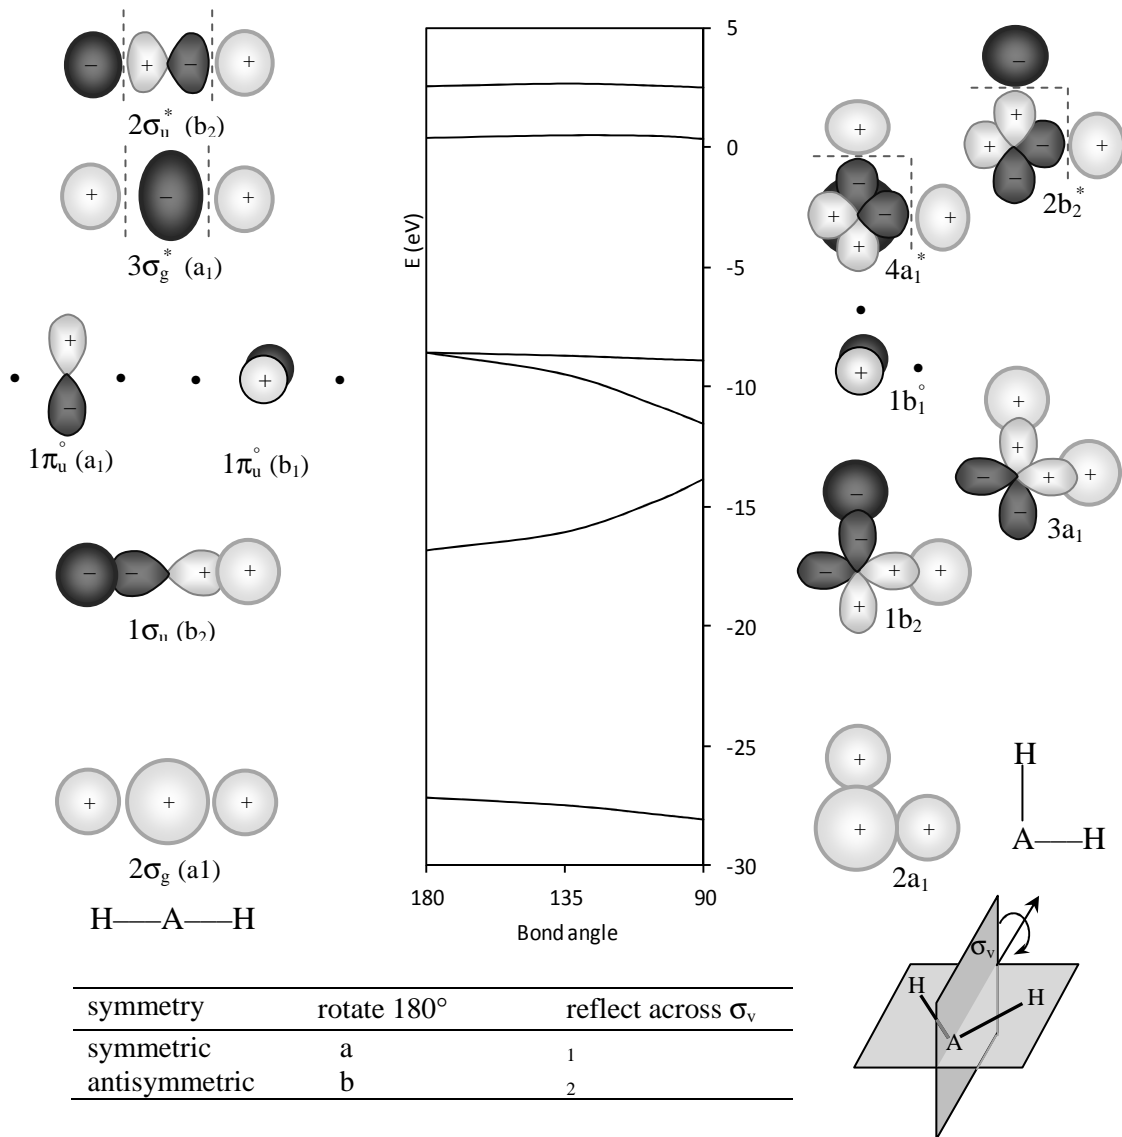 − + − +
2σu* (b2)
+ − +
3σg* (a1)
+
−
1πu° (a1)
+
1πu° (b1)
− − + +
1σu (b2)
+ + +
2σg (a1)
H—A—H
E (eV)
5
0
-5
-10
-15
-20
-25
-30
180 135 90
Bond angle
−
+
+ −
−
+
2b2*
+
−
+ − +
+
4a1*
+
1b1°
+
+
− + +
−
3a1
−
−
− + +
+
1b2
+
+ +
2a1
H
A—H
σv
H H
A
symmetry rotate 180° reflect across σv
symmetric a 1
antisymmetric b 2